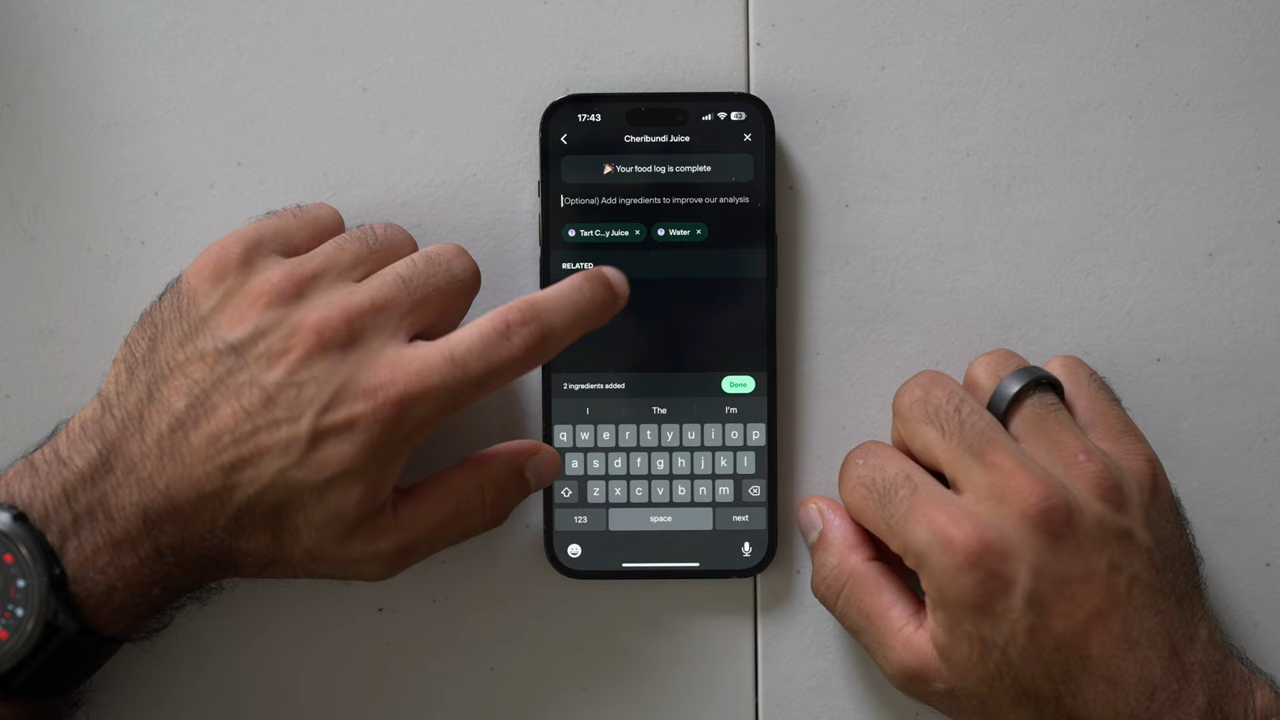 17:43
43
Cheribundi Juice
🎉 Your food log is complete
(Optional) Add ingredients to improve our analysis
Tart C...y Juice ×
Water ×
RELATED
2 ingredients added
Done
I The I'm
q w e r t y u i o p
a s d f g h j k l
z x c v b n m
123 space next